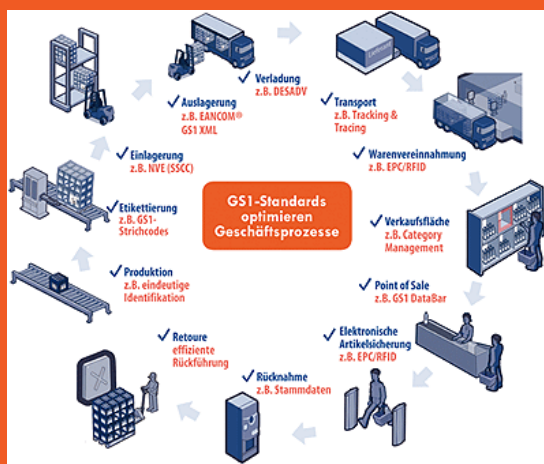 Verladung
z.B. DESADV
Auslagerung
z.B. EANCOM®
GS1 XML
Transport
z.B. Tracking &
Tracing
Einlagerung
z.B. NVE (SSCC)
Warenvereinnahmung
z.B. EPC/RFID
Etikettierung
z.B. GS1-
Strichcodes
GS1-Standards
optimieren
Geschäftsprozesse
Verkaufsfläche
z.B. Category
Management
Produktion
z.B. eindeutige
Identifikation
Point of Sale
z.B. GS1 DataBar
Retoure
effiziente
Rückführung
Elektronische
Artikelsicherung
z.B. EPC/RFID
Rücknahme
z.B. Stammdaten